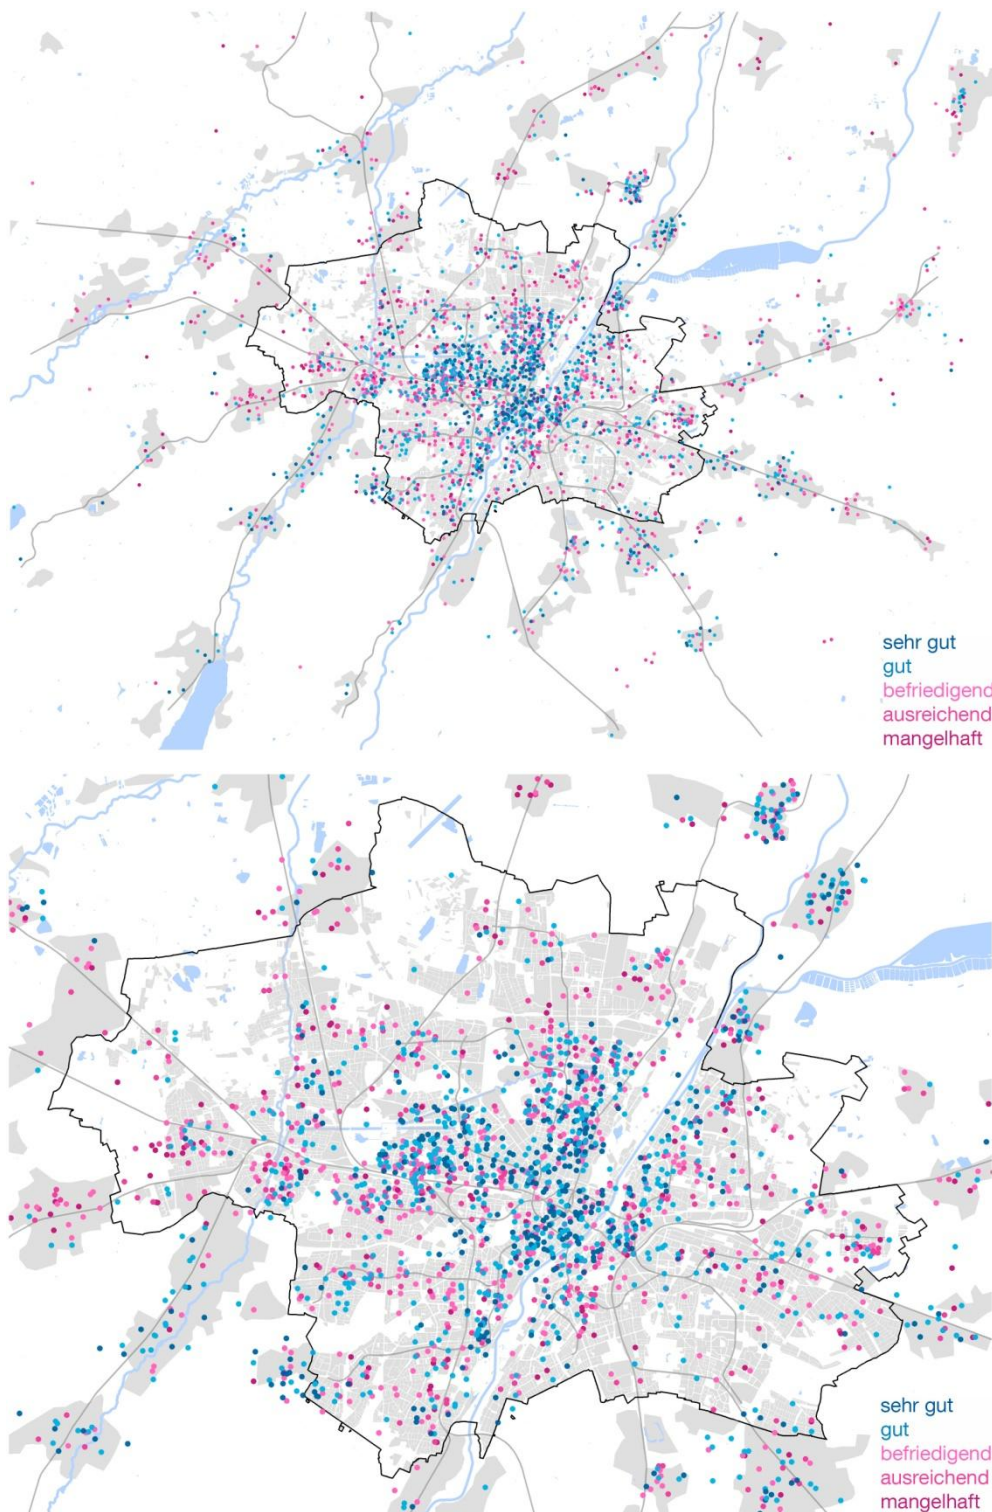 sehr gut
gut
befriedigend
ausreichend
mangelhaft
sehr gut
gut
befriedigend
ausreichend
mangelhaft